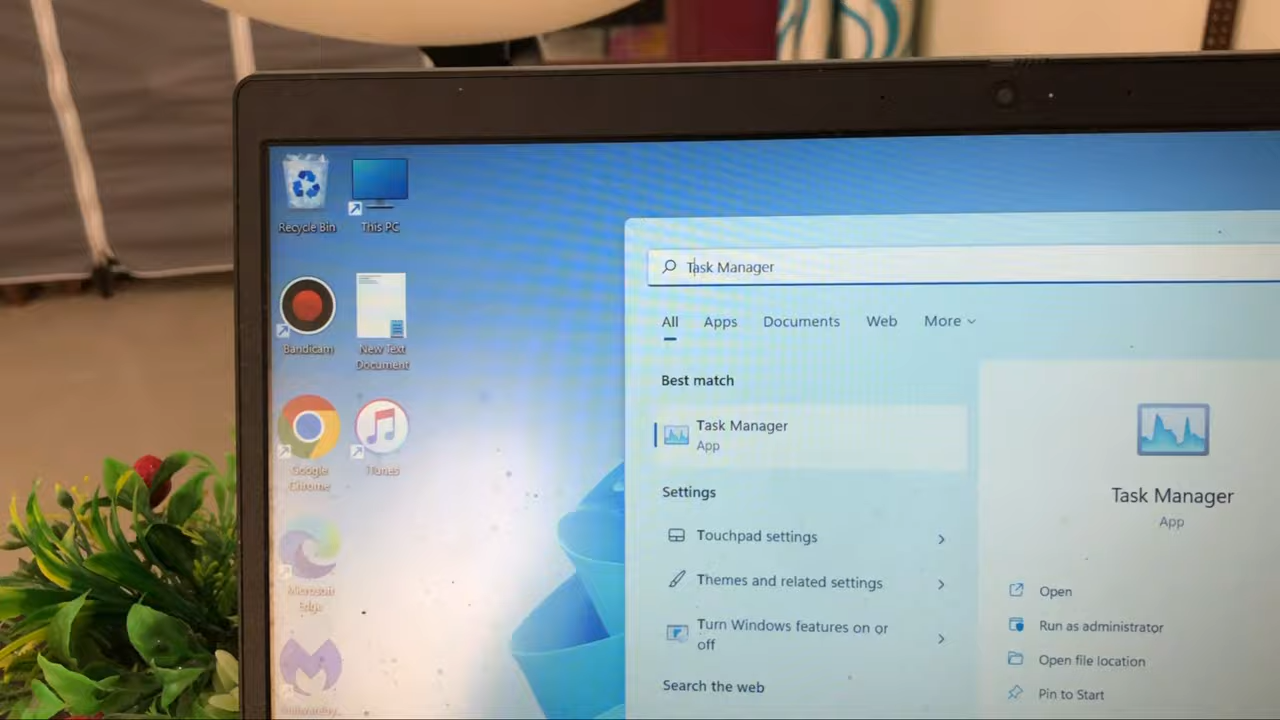 Recycle Bin
This PC
Bandicam
New Text
Document
Google
Chrome
iTunes
Microsoft
Edge
Task Manager
All
Apps
Documents
Web
More
Best match
Task Manager
App
Settings
Touchpad settings
Themes and related settings
Turn Windows features on or
off
Search the web
Task Manager
App
Open
Run as administrator
Open file location
Pin to Start